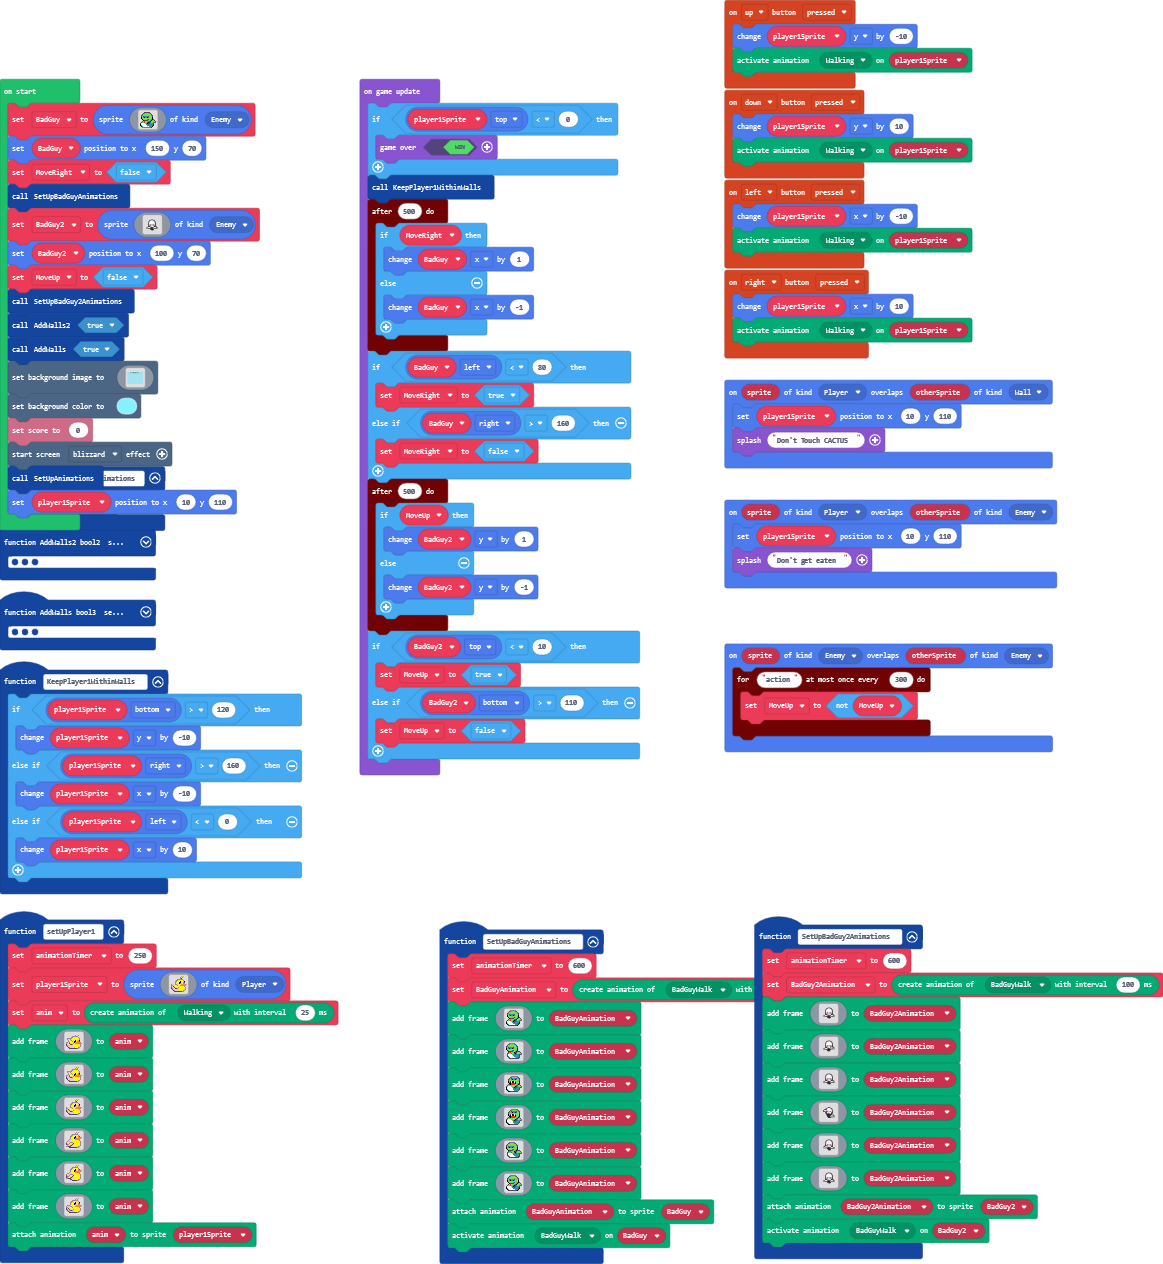 on start
set BadGuy to sprite of kind Enemy
set BadGuy position to x 150 y 70
set MoveRight to false
call SetUpBadGuyAnimations
set BadGuy2 to sprite of kind Enemy
set BadGuy2 position to x 100 y 70
set MoveUp to false
call SetUpBadGuy2Animations
call AddWalls2 true
call AddWalls true
set background image to
set background color to
set score to 0
start screen blizzard effect
call SetUpAnimations imations
set player1Sprite position to x 10 y 110
function AddWalls2 bool2 s...
function AddWalls bool3 se...
function KeepPlayer1WithinWalls
if player1Sprite bottom > 120 then
change player1Sprite y by -10
else if player1Sprite right > 160 then
change player1Sprite x by -10
else if player1Sprite left < 0 then
change player1Sprite x by 10
function setUpPlayer1
set animationTimer to 250
set player1Sprite to sprite of kind Player
set anim to create animation of Walking with interval 25 ms
add frame to anim
add frame to anim
add frame to anim
add frame to anim
add frame to anim
add frame to anim
attach animation anim to sprite player1Sprite
on game update
if player1Sprite top < 0 then
game over WIN
call KeepPlayer1WithinWalls
after 500 do
if MoveRight then
change BadGuy x by 1
else
change BadGuy x by -1
if BadGuy left < 80 then
set MoveRight to true
else if BadGuy right > 160 then
set MoveRight to false
after 500 do
if MoveUp then
change BadGuy2 y by 1
else
change BadGuy2 y by -1
if BadGuy2 top < 10 then
set MoveUp to true
else if BadGuy2 bottom > 110 then
set MoveUp to false
function SetUpBadGuyAnimations
set animationTimer to 600
set BadGuyAnimation to create animation of BadGuyWalk with
add frame to BadGuyAnimation
add frame to BadGuyAnimation
add frame to BadGuyAnimation
add frame to BadGuyAnimation
add frame to BadGuyAnimation
add frame to BadGuyAnimation
attach animation BadGuyAnimation to sprite BadGuy
activate animation BadGuyWalk on BadGuy
on up button pressed
change player1Sprite y by -10
activate animation Walking on player1Sprite
on down button pressed
change player1Sprite y by 10
activate animation Walking on player1Sprite
on left button pressed
change player1Sprite x by -10
activate animation Walking on player1Sprite
on right button pressed
change player1Sprite x by 10
activate animation Walking on player1Sprite
on sprite of kind Player overlaps otherSprite of kind Wall
set player1Sprite position to x 10 y 110
splash "Don't Touch CACTUS "
on sprite of kind Player overlaps otherSprite of kind Enemy
set player1Sprite position to x 10 y 110
splash "Don't get eaten "
on sprite of kind Enemy overlaps otherSprite of kind Enemy
for "action" at most once every 300 do
set MoveUp to not MoveUp
function SetUpBadGuy2Animations
set animationTimer to 600
set BadGuy2Animation to create animation of BadGuyWalk with interval 100 ms
add frame to BadGuy2Animation
add frame to BadGuy2Animation
add frame to BadGuy2Animation
add frame to BadGuy2Animation
add frame to BadGuy2Animation
add frame to BadGuy2Animation
attach animation BadGuy2Animation to sprite BadGuy2
activate animation BadGuyWalk on BadGuy2